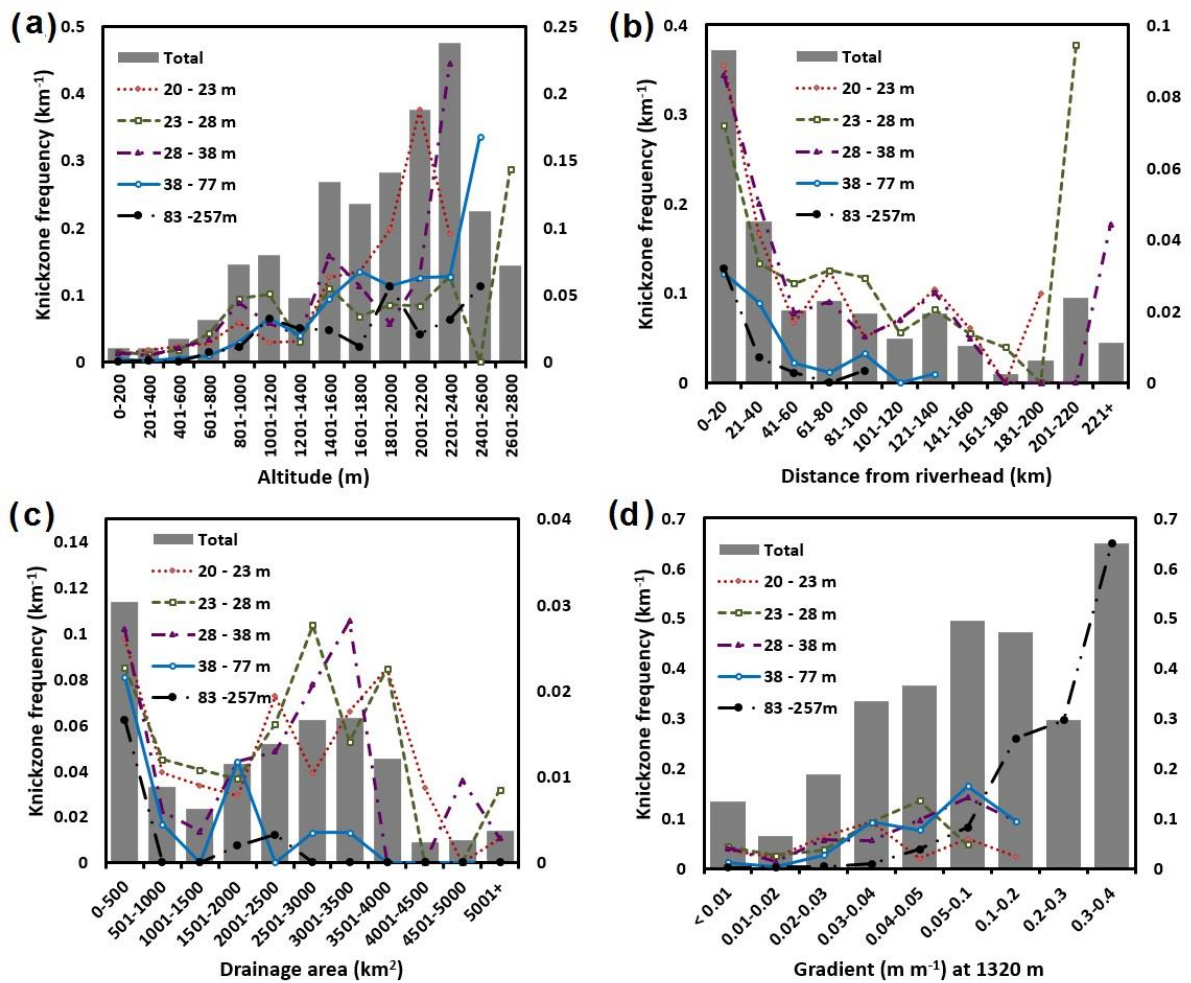 (a)
0.5
0.4
0.3
0.2
0.1
0
Knickzone frequency (km-1)
Total
20 - 23 m
23 - 28 m
28 - 38 m
38 - 77 m
83 -257m
0.25
0.2
0.15
0.1
0.05
0
0-200
201-400
401-600
601-800
801-1000
1001-1200
1201-1400
1401-1600
1601-1800
1801-2000
2001-2200
2201-2400
2401-2600
2601-2800
Altitude (m)
(b)
0.4
0.3
0.2
0.1
0
Knickzone frequency (km-1)
Total
20 - 23 m
23 - 28 m
28 - 38 m
38 - 77 m
83 -257m
0.1
0.08
0.06
0.04
0.02
0
0-20
21-40
41-60
61-80
81-100
101-120
121-140
141-160
161-180
181-200
201-220
221+
Distance from riverhead (km)
(c)
0.14
0.12
0.1
0.08
0.06
0.04
0.02
0
Knickzone frequency (km-1)
Total
20 - 23 m
23 - 28 m
28 - 38 m
38 - 77 m
83 -257m
0.04
0.03
0.02
0.01
0
0-500
501-1000
1001-1500
1501-2000
2001-2500
2501-3000
3001-3500
3501-4000
4001-4500
4501-5000
5001+
Drainage area (km2)
(d)
0.7
0.6
0.5
0.4
0.3
0.2
0.1
0
Knickzone frequency (km-1)
Total
20 - 23 m
23 - 28 m
28 - 38 m
38 - 77 m
83 -257m
0.7
0.6
0.5
0.4
0.3
0.2
0.1
0
< 0.01
0.01-0.02
0.02-0.03
0.03-0.04
0.04-0.05
0.05-0.1
0.1-0.2
0.2-0.3
0.3-0.4
Gradient (m m-1) at 1320 m